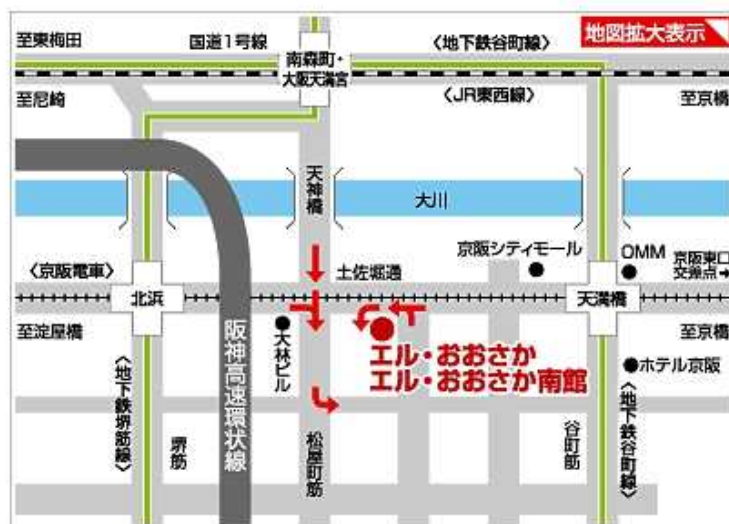 地図拡大表示
至東梅田
国道1号線
〈地下鉄谷町線〉
南森町・
大阪天満宮
至尼崎
〈JR東西線〉
至京橋
天神橋
大川
京阪シティモール
OMM
京阪東口
交差点→
〈京阪電車〉
土佐堀通
北浜
天満橋
至淀屋橋
大林ビル
エル・おおさか
エル・おおさか南館
至京橋
ホテル京阪
〈地下鉄堺筋線〉
堺筋
阪神高速環状線
松屋町筋
谷町筋
〈地下鉄谷町線〉